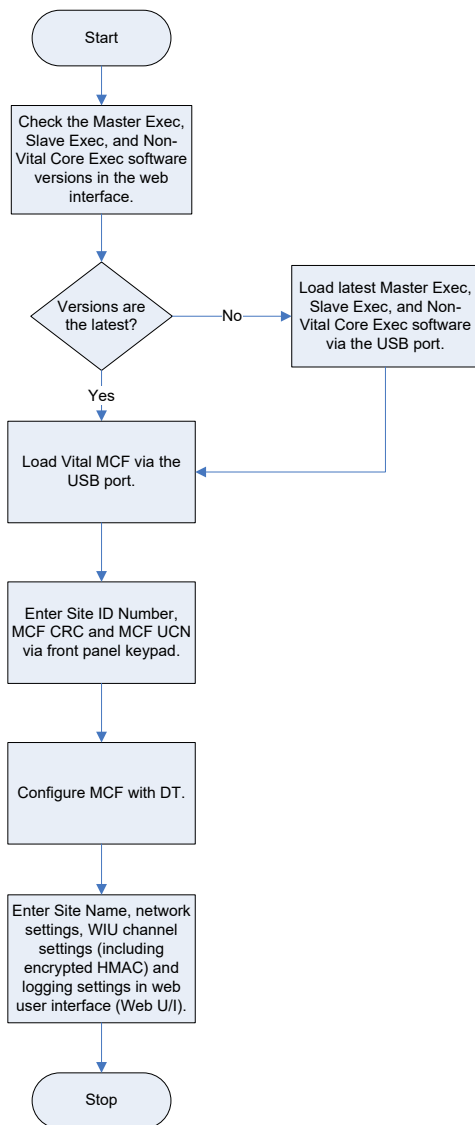 Start
Check the Master Exec,
Slave Exec, and Non-
Vital Core Exec software
versions in the web
interface.
Versions are
the latest?
No
Load latest Master Exec,
Slave Exec, and Non-
Vital Core Exec software
via the USB port.
Yes
Load Vital MCF via the
USB port.
Enter Site ID Number,
MCF CRC and MCF UCN
via front panel keypad.
Configure MCF with DT.
Enter Site Name, network
settings, WIU channel
settings (including
encrypted HMAC) and
logging settings in web
user interface (Web U/I).
Stop